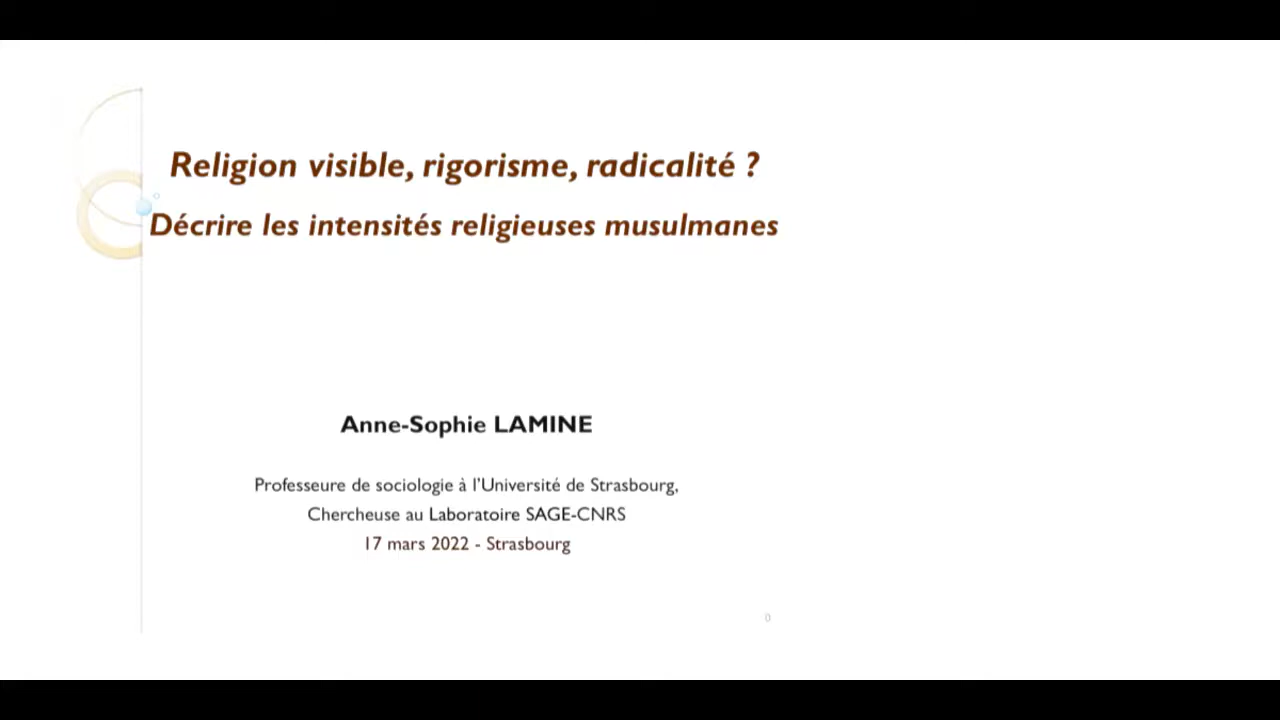 Religion visible, rigorisme, radicalité ?
Décrire les intensités religieuses musulmanes
Anne-Sophie LAMINE
Professeure de sociologie à l'Université de Strasbourg,
Chercheuse au Laboratoire SAGE-CNRS
17 mars 2022 - Strasbourg
0